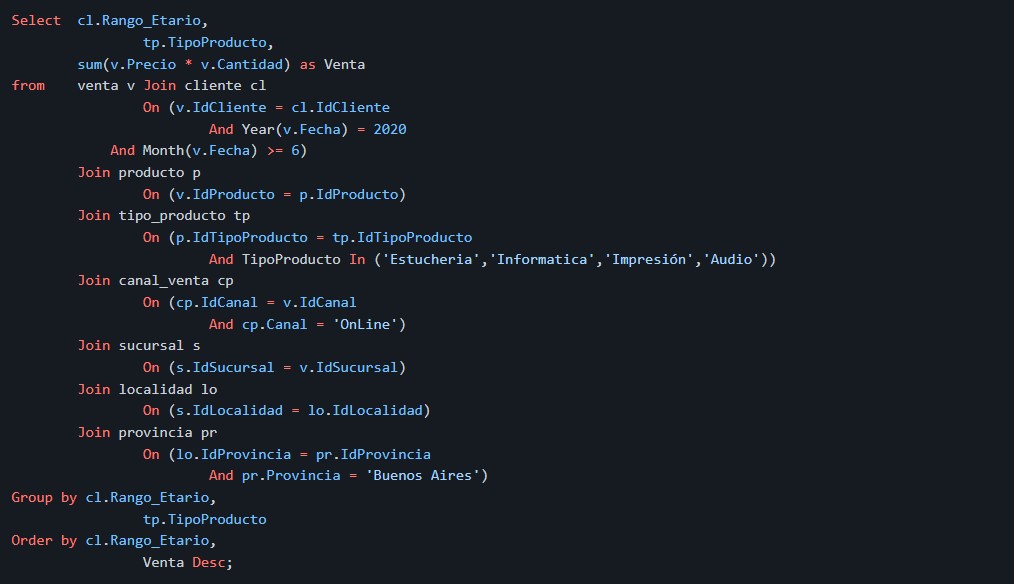 Select  cl.Rango_Etario,
                tp.TipoProducto,
        sum(v.Precio * v.Cantidad) as Venta
from    venta v Join cliente cl
                On (v.IdCliente = cl.IdCliente
                        And Year(v.Fecha) = 2020
            And Month(v.Fecha) >= 6)
        Join producto p
                On (v.IdProducto = p.IdProducto)
        Join tipo_producto tp
                On (p.IdTipoProducto = tp.IdTipoProducto
                        And TipoProducto In ('Estucheria','Informatica','Impresión','Audio'))
        Join canal_venta cp
                On (cp.IdCanal = v.IdCanal
                        And cp.Canal = 'OnLine')
        Join sucursal s
                On (s.IdSucursal = v.IdSucursal)
        Join localidad lo
                On (s.IdLocalidad = lo.IdLocalidad)
        Join provincia pr
                On (lo.IdProvincia = pr.IdProvincia
                        And pr.Provincia = 'Buenos Aires')
Group by cl.Rango_Etario,
                tp.TipoProducto
Order by cl.Rango_Etario,
                Venta Desc;